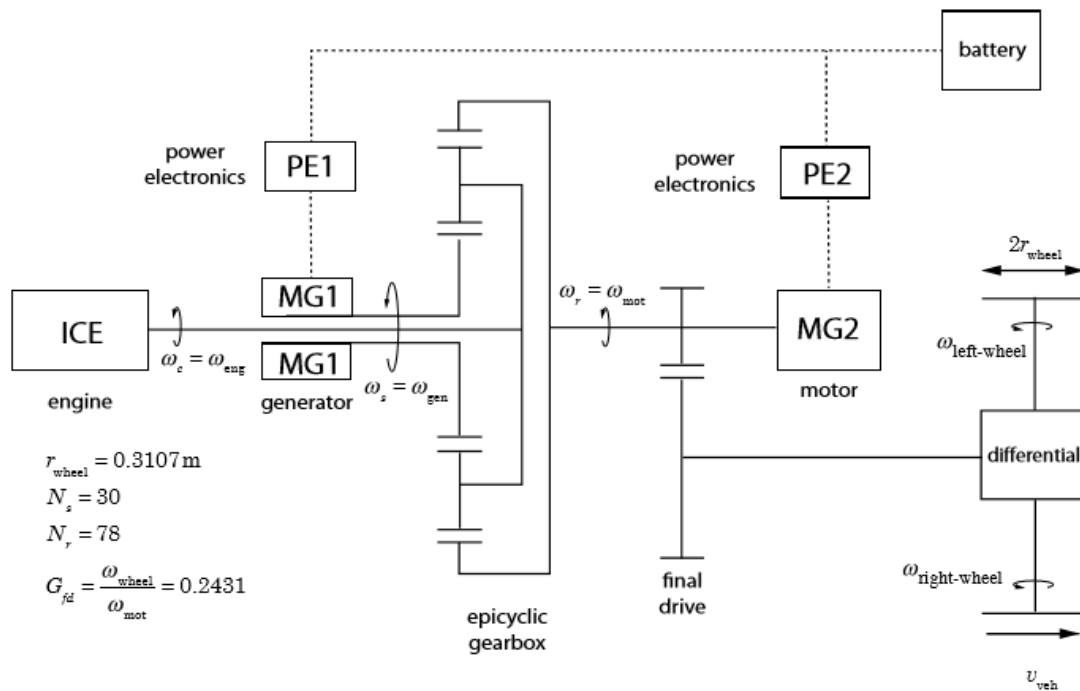 battery
power
electronics
PE1
power
electronics
PE2
2r_wheel
ICE
MG1
MG1
ω_r = ω_mot
MG2
ω_c = ω_eng
ω_s = ω_gen
ω_left-wheel
engine
generator
motor
differential
r_wheel = 0.3107 m
N_s = 30
N_r = 78
G_fd = ω_wheel / ω_mot = 0.2431
epicyclic
gearbox
final
drive
ω_right-wheel
υ_veh